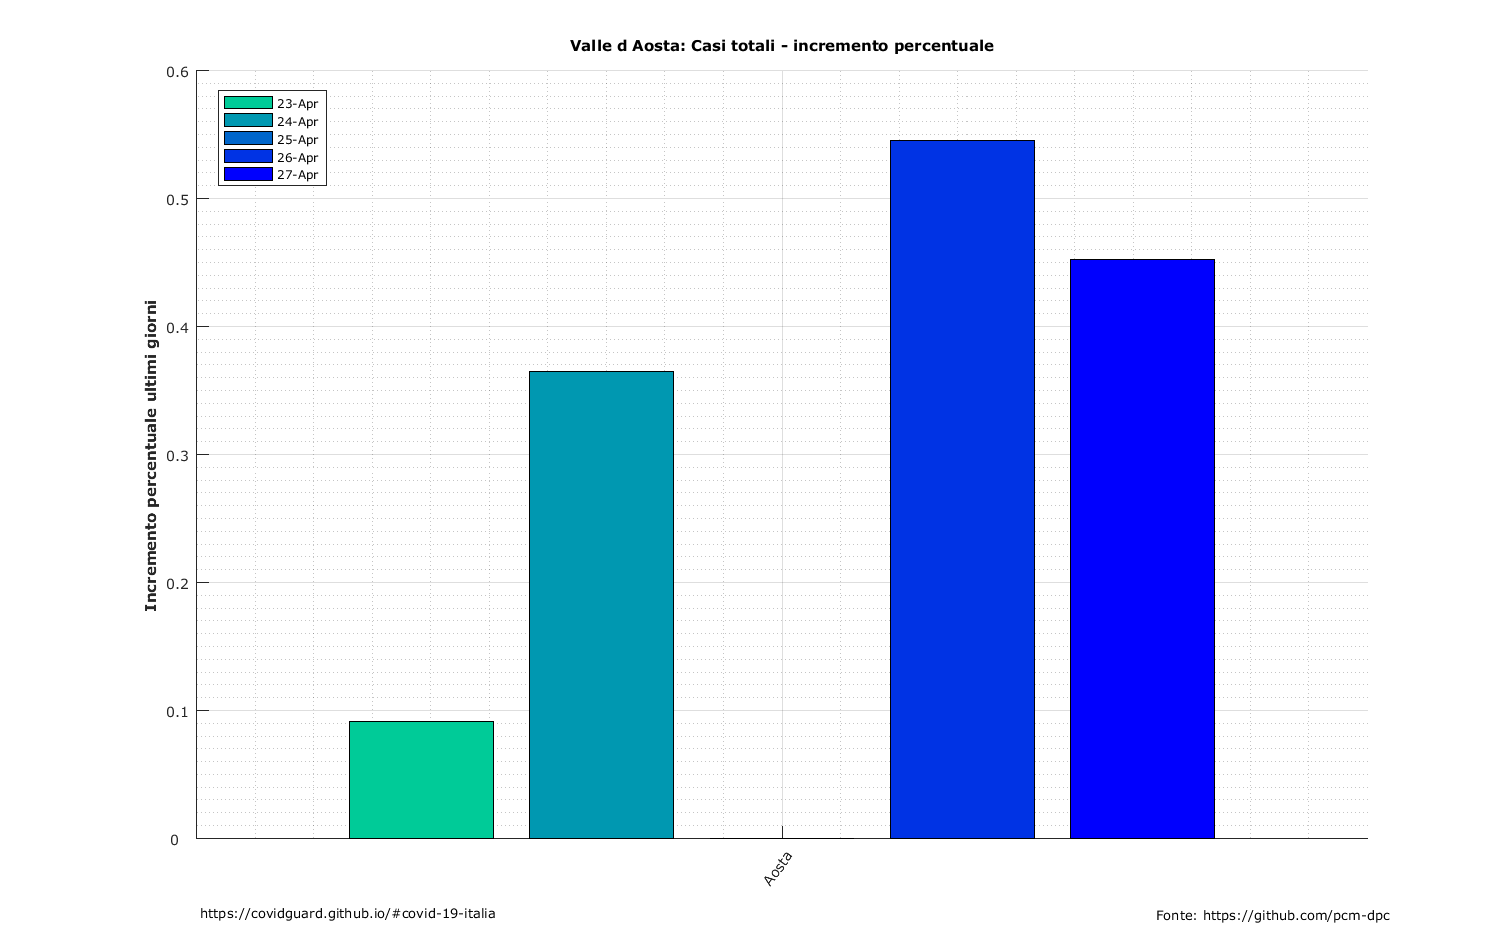 Valle d Aosta: Casi totali - incremento percentuale
0.6
0.5
0.4
0.3
0.2
0.1
0
23-Apr
24-Apr
25-Apr
26-Apr
27-Apr
Incremento percentuale ultimi giorni
Aosta
https://covidguard.github.io/#covid-19-italia
Fonte: https://github.com/pcm-dpc